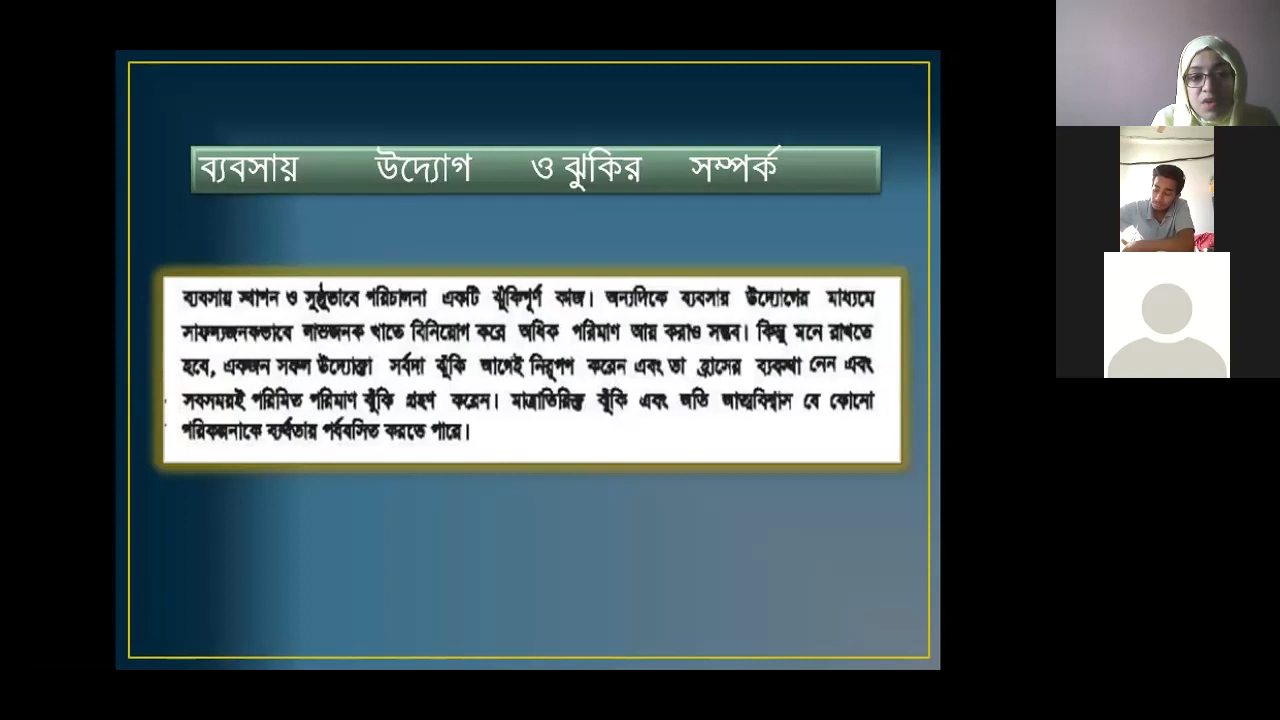 ব্যবসায় উদ্যোগ ও ঝুকির সম্পর্ক
ব্যবসায় স্থাপন ও সুষ্ঠুভাবে পরিচালনা একটি ঝুঁকিপূর্ণ কাজ। অন্যদিকে ব্যবসায় উদ্যোগের মাধ্যমে
সাফল্যজনকভাবে লাভজনক খাতে বিনিয়োগ করে অধিক পরিমাণ আয় করাও সম্ভব। কিন্তু মনে রাখতে
হবে, একজন সফল উদ্যোক্তা সর্বদা ঝুঁকি আগেই নিরূপণ করেন এবং তা হ্রাসের ব্যবস্থা নেন এবং
সবসময়ই পরিমিত পরিমাণ ঝুঁকি গ্রহণ করেন। মাত্রাতিরিক্ত ঝুঁকি এবং অতি আত্মবিশ্বাস যে কোনো
পরিকল্পনাকে ব্যর্থতায় পর্যবসিত করতে পারে।